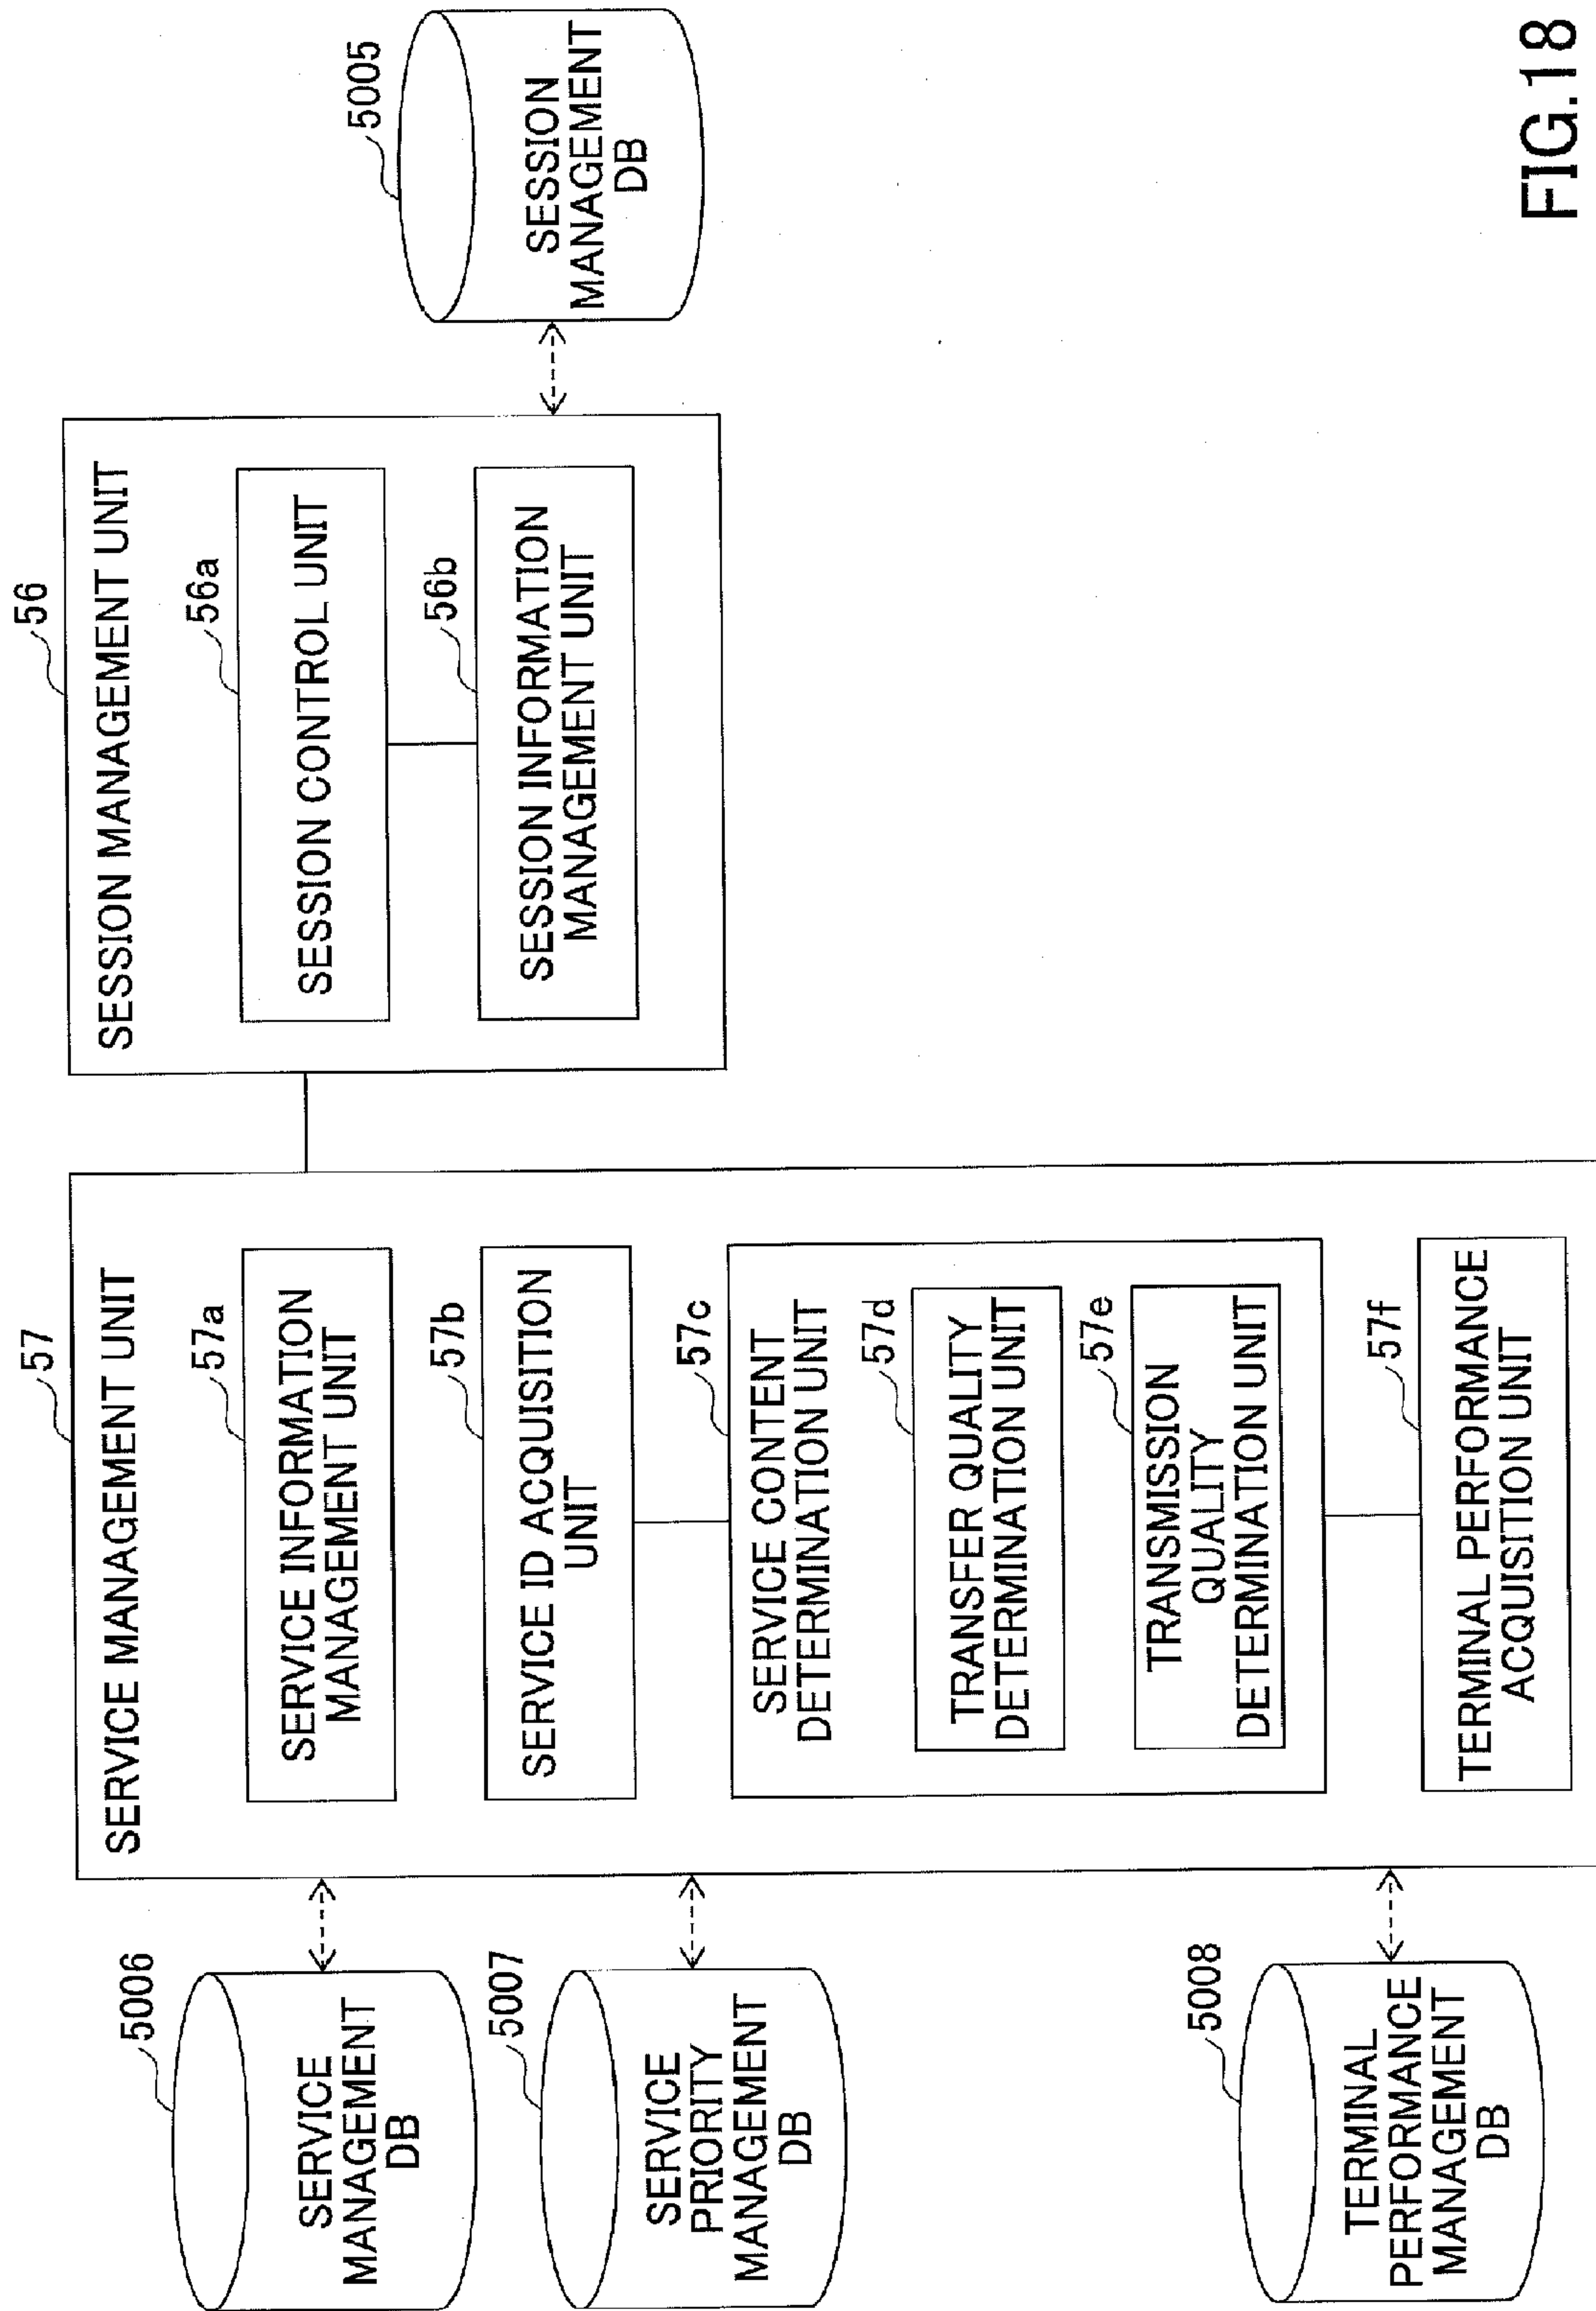 5006
SERVICE
MANAGEMENT
DB
5007
SERVICE
PRIORITY
MANAGEMENT
DB
5008
TERMINAL
PERFORMANCE
MANAGEMENT
DB
57
SERVICE MANAGEMENT UNIT
57a
SERVICE INFORMATION
MANAGEMENT UNIT
57b
SERVICE ID ACQUISITION
UNIT
57c
SERVICE CONTENT
DETERMINATION UNIT
57d
TRANSFER QUALITY
DETERMINATION UNIT
57e
TRANSMISSION
QUALITY
DETERMINATION UNIT
57f
TERMINAL PERFORMANCE
ACQUISITION UNIT
56
SESSION MANAGEMENT UNIT
56a
SESSION CONTROL UNIT
56b
SESSION INFORMATION
MANAGEMENT UNIT
5005
SESSION
MANAGEMENT
DB
FIG.18